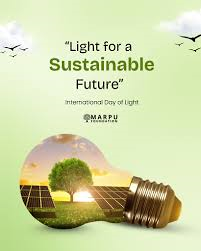 “Light for a
Sustainable
Future”
International Day of Light
MARPU
FOUNDATION